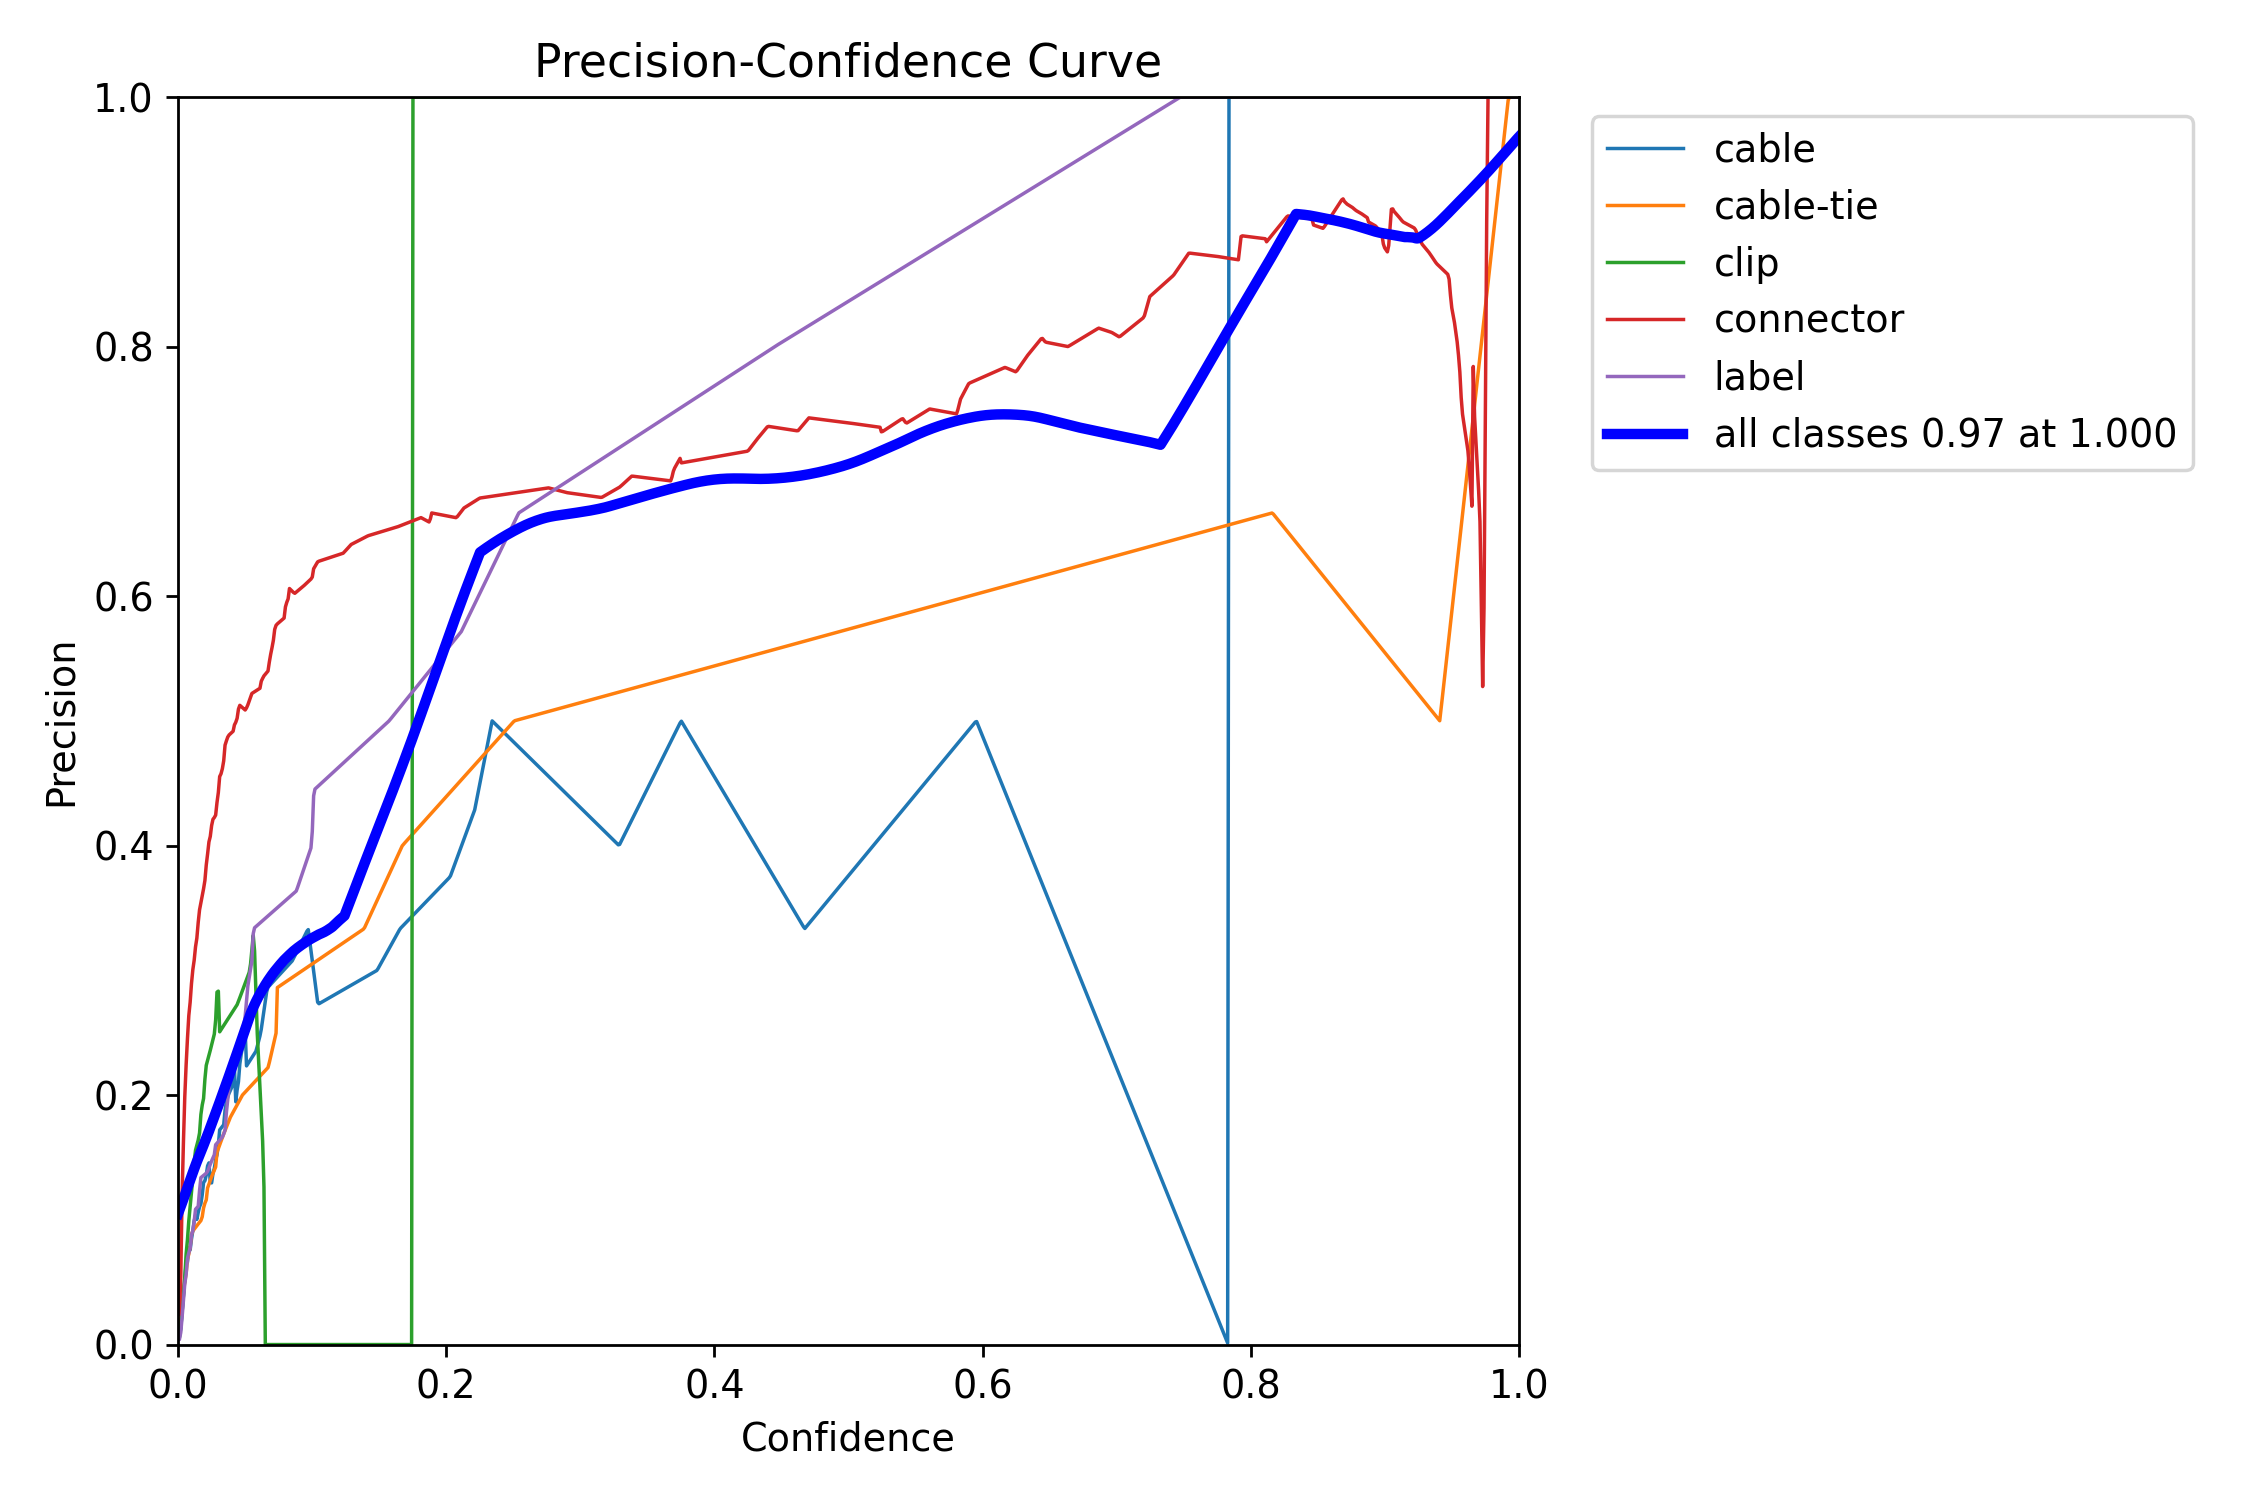 Precision-Confidence Curve
1.0
0.8
0.6
0.4
0.2
0.0
Precision
0.0 0.2 0.4 0.6 0.8 1.0
Confidence
cable
cable-tie
clip
connector
label
all classes 0.97 at 1.000